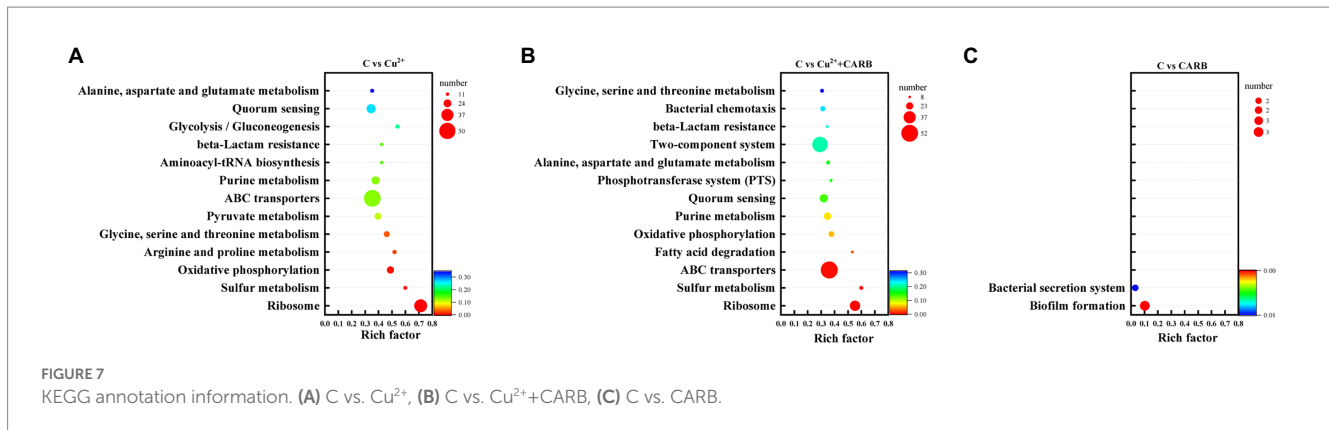 A
C vs Cu²⁺
number
11
24
37
50
Alanine, aspartate and glutamate metabolism
Quorum sensing
Glycolysis / Gluconeogenesis
beta-Lactam resistance
Aminoacyl-tRNA biosynthesis
Purine metabolism
ABC transporters
Pyruvate metabolism
Glycine, serine and threonine metabolism
Arginine and proline metabolism
Oxidative phosphorylation
Sulfur metabolism
Ribosome
0.30
0.20
0.10
0.00
0.0 0.1 0.2 0.3 0.4 0.5 0.6 0.7 0.8
Rich factor
B
C vs Cu²⁺+CARB
number
8
23
37
52
Glycine, serine and threonine metabolism
Bacterial chemotaxis
beta-Lactam resistance
Two-component system
Alanine, aspartate and glutamate metabolism
Phosphotransferase system (PTS)
Quorum sensing
Purine metabolism
Oxidative phosphorylation
Fatty acid degradation
ABC transporters
Sulfur metabolism
Ribosome
0.30
0.20
0.10
0.00
0.0 0.1 0.2 0.3 0.4 0.5 0.6 0.7 0.8
Rich factor
C
C vs CARB
number
2
2
3
3
Bacterial secretion system
Biofilm formation
0.00
0.01
0.0 0.1 0.2 0.3 0.4 0.5 0.6 0.7 0.8
Rich factor
FIGURE 7
KEGG annotation information. (A) C vs. Cu²⁺, (B) C vs. Cu²⁺+CARB, (C) C vs. CARB.